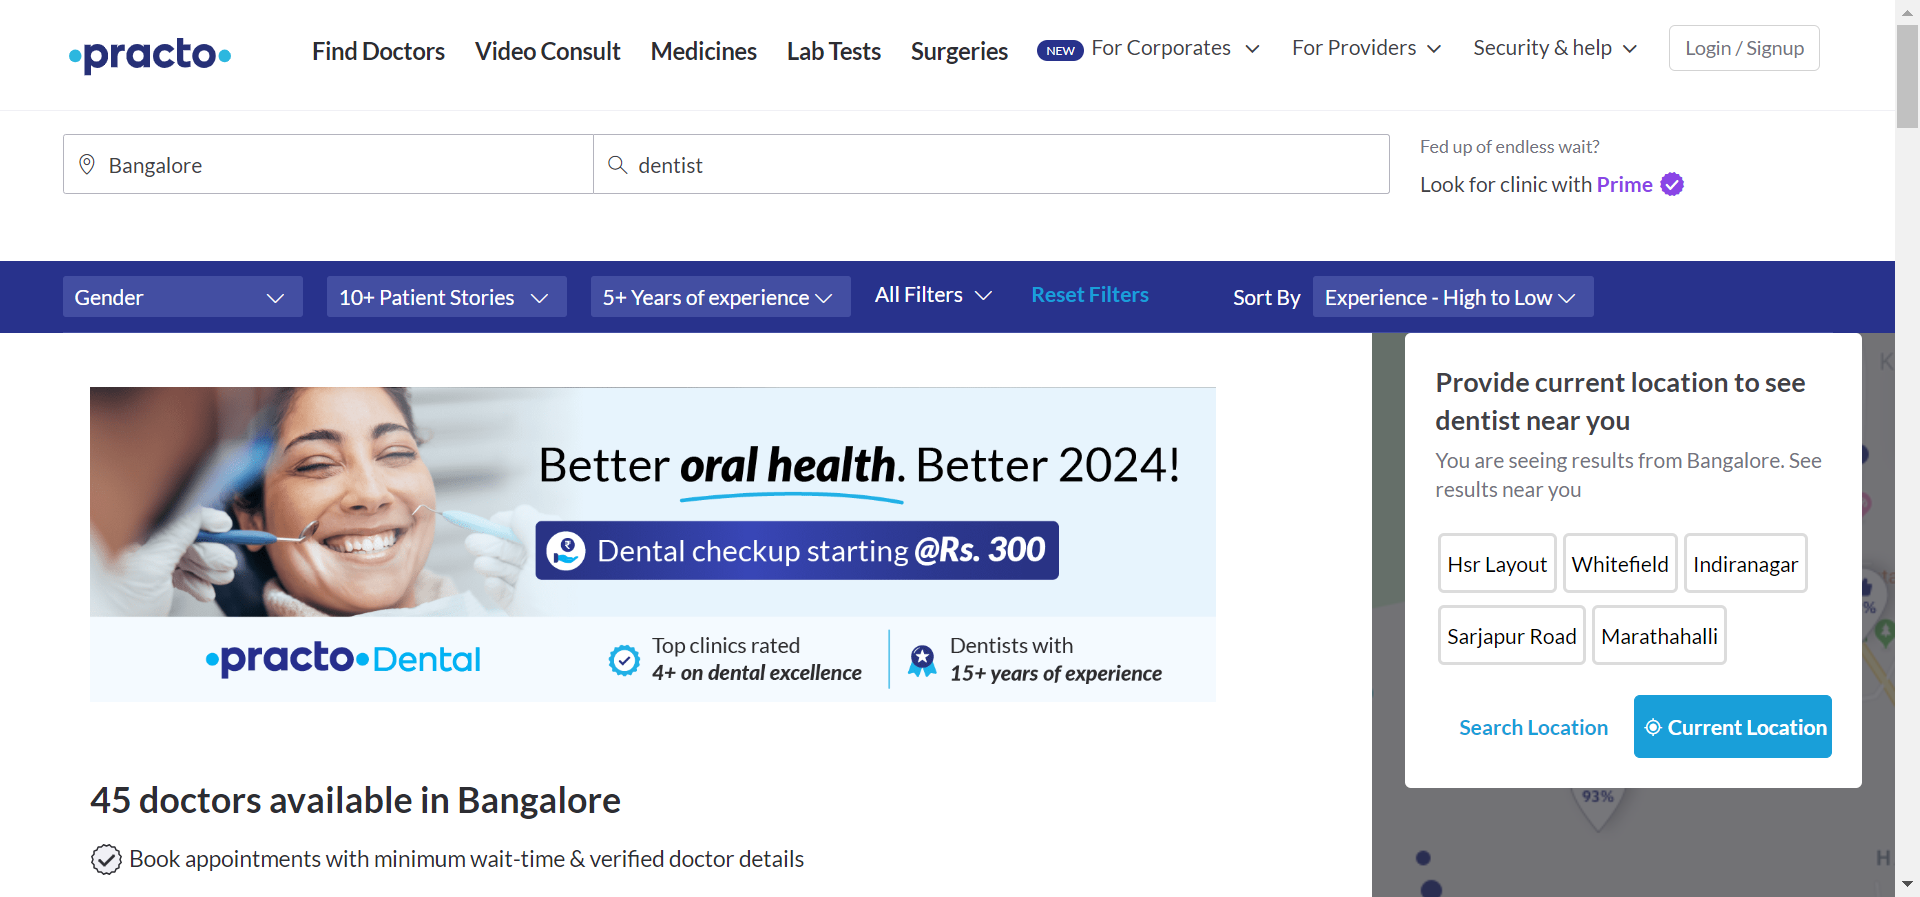 practo
Find Doctors
Video Consult
Medicines
Lab Tests
Surgeries
NEW
For Corporates
For Providers
Security & help
Login / Signup
Bangalore
dentist
Fed up of endless wait?
Look for clinic with Prime
Gender
10+ Patient Stories
5+ Years of experience
All Filters
Reset Filters
Sort By
Experience - High to Low
Better oral health. Better 2024!
Dental checkup starting @Rs. 300
practo Dental
Top clinics rated
4+ on dental excellence
Dentists with
15+ years of experience
45 doctors available in Bangalore
Book appointments with minimum wait-time & verified doctor details
Provide current location to see
dentist near you
You are seeing results from Bangalore. See
results near you
Hsr Layout
Whitefield
Indiranagar
Sarjapur Road
Marathahalli
Search Location
Current Location
93%